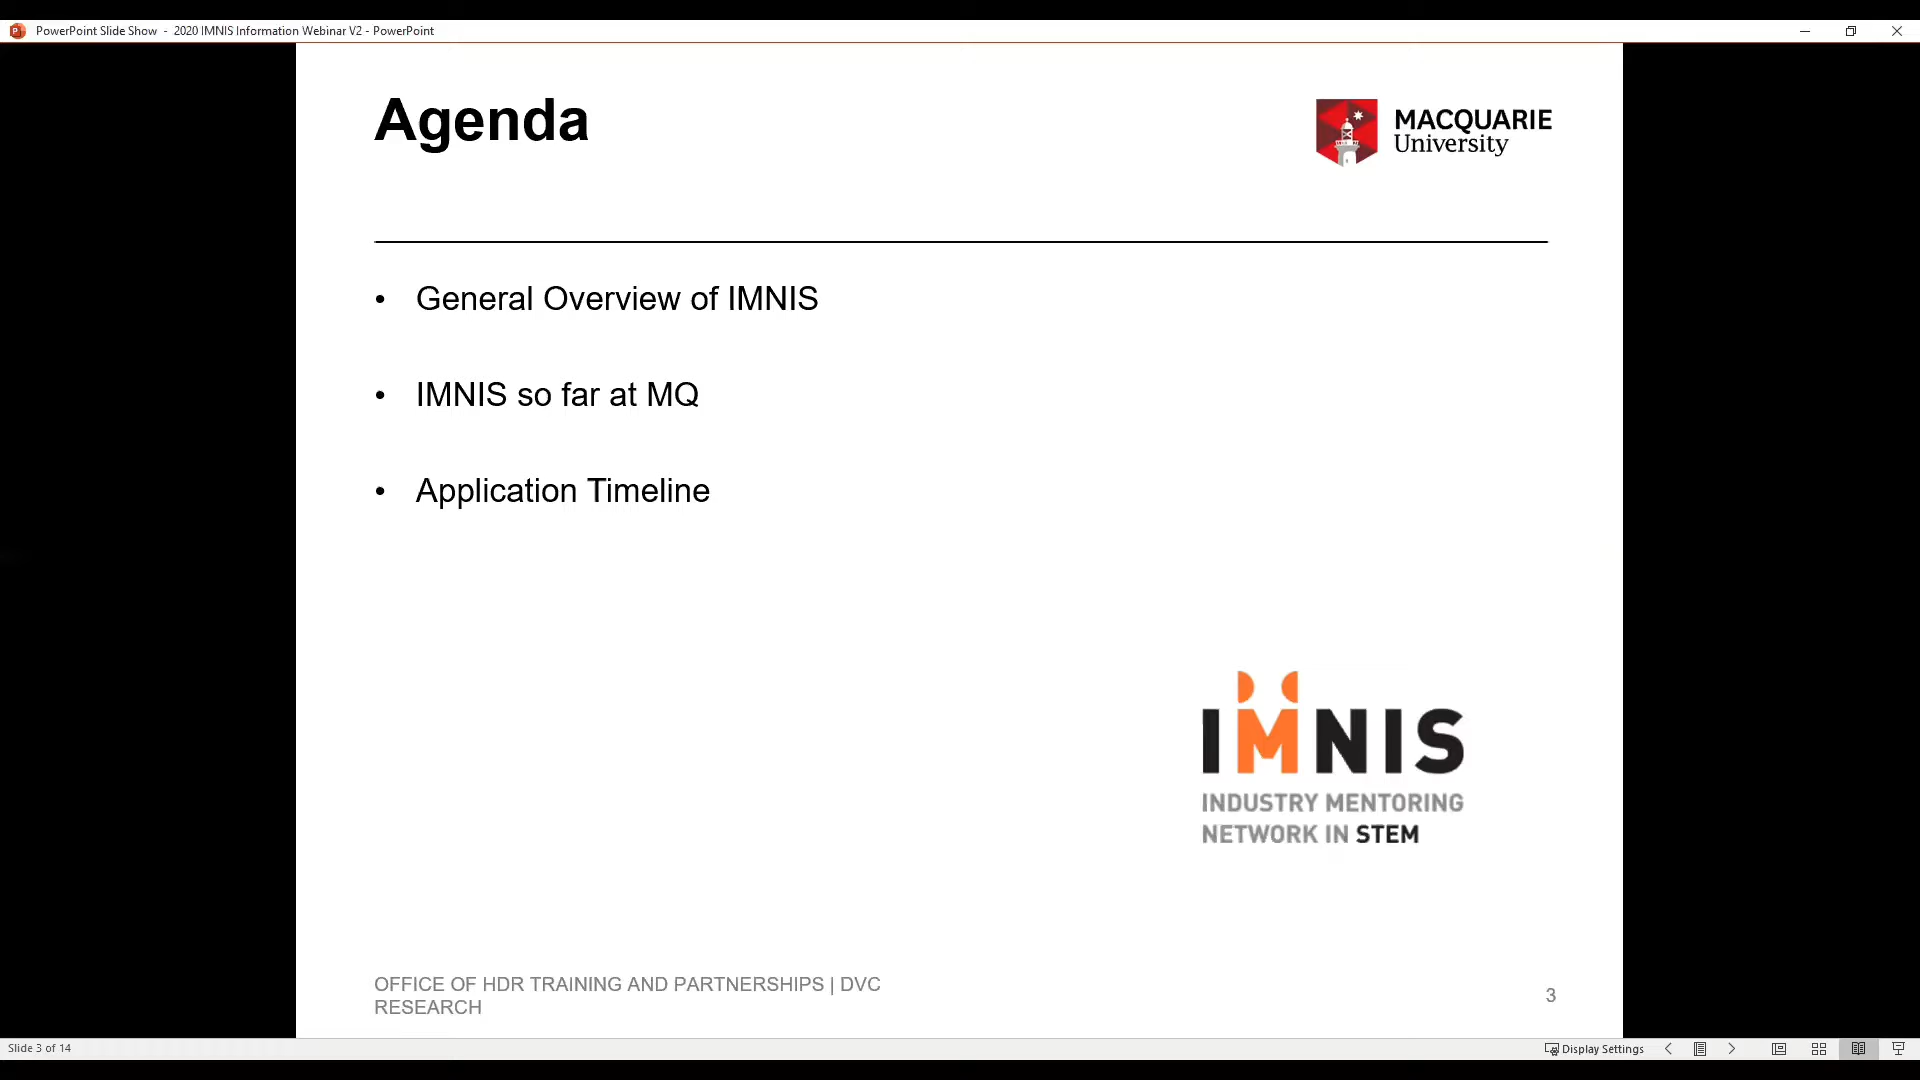 PowerPoint Slide Show - 2020 IMNIS Information Webinar V2 - PowerPoint
Agenda
MACQUARIE
University
• General Overview of IMNIS
• IMNIS so far at MQ
• Application Timeline
IMNIS
INDUSTRY MENTORING
NETWORK IN STEM
OFFICE OF HDR TRAINING AND PARTNERSHIPS | DVC
RESEARCH
3
Slide 3 of 14
Display Settings